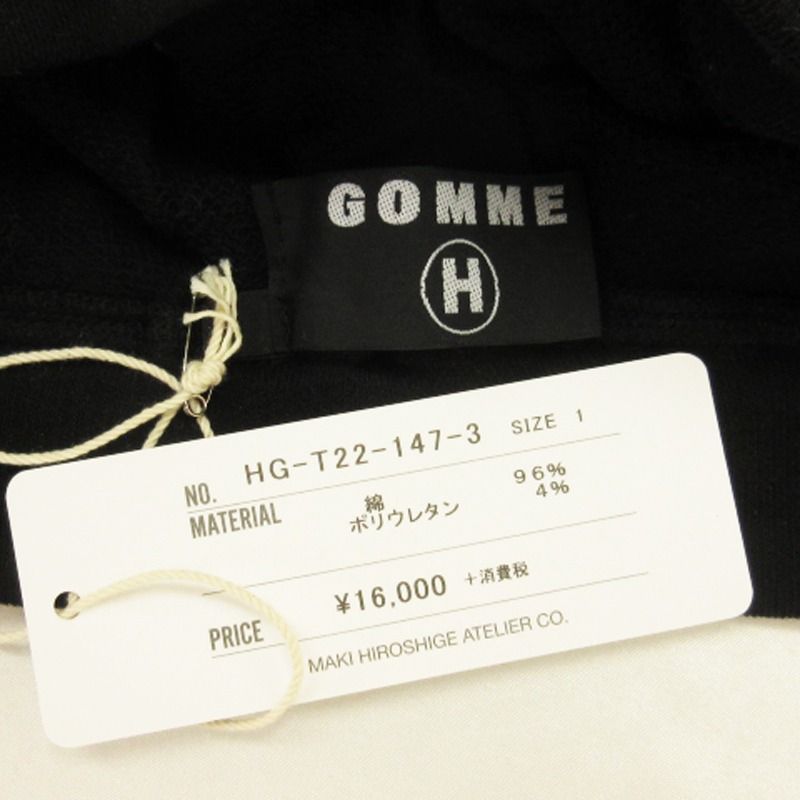 GOMME
H
NO. HG-T22-147-3 SIZE 1
MATERIAL 綿 96%
ポリウレタン 4%
¥16,000 +消費税
PRICE
MAKI HIROSHIGE ATELIER CO.